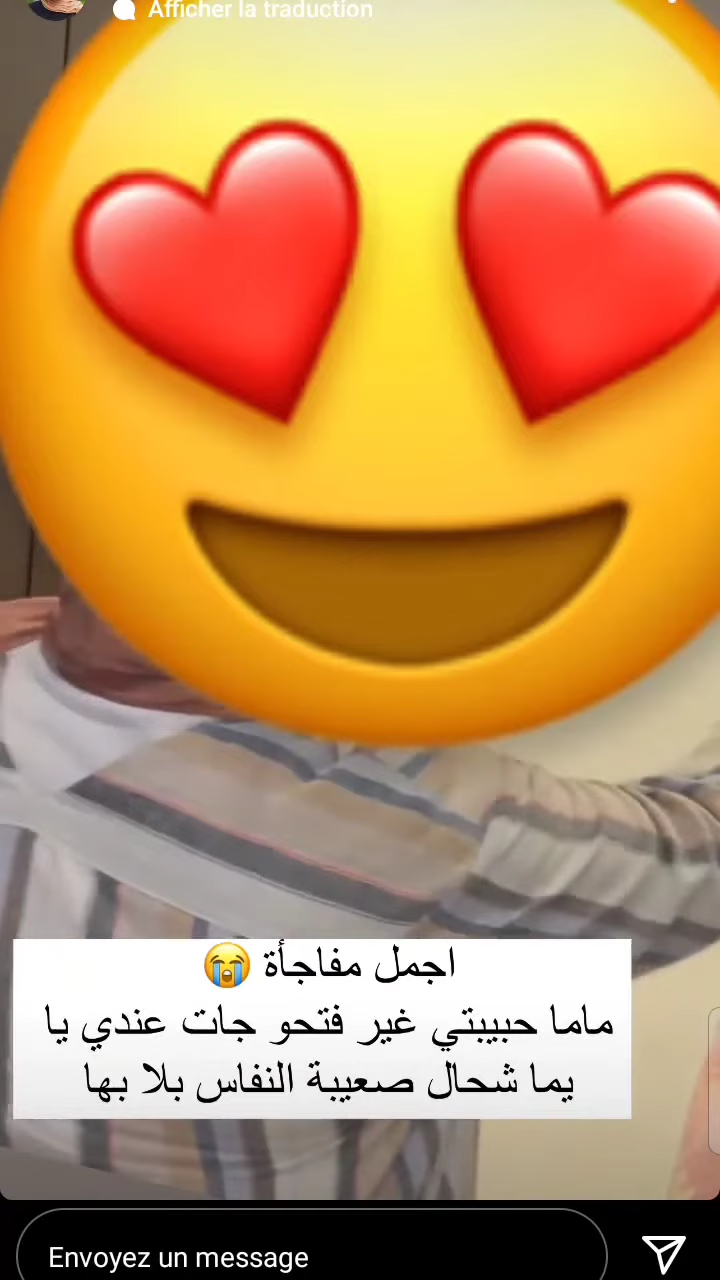 Afficher la traduction
اجمل مفاجأة 😭
ماما حبيبتي غير فتحو جات عندي يا
يما شحال صعيبة النفاس بلا بها
Envoyez un message